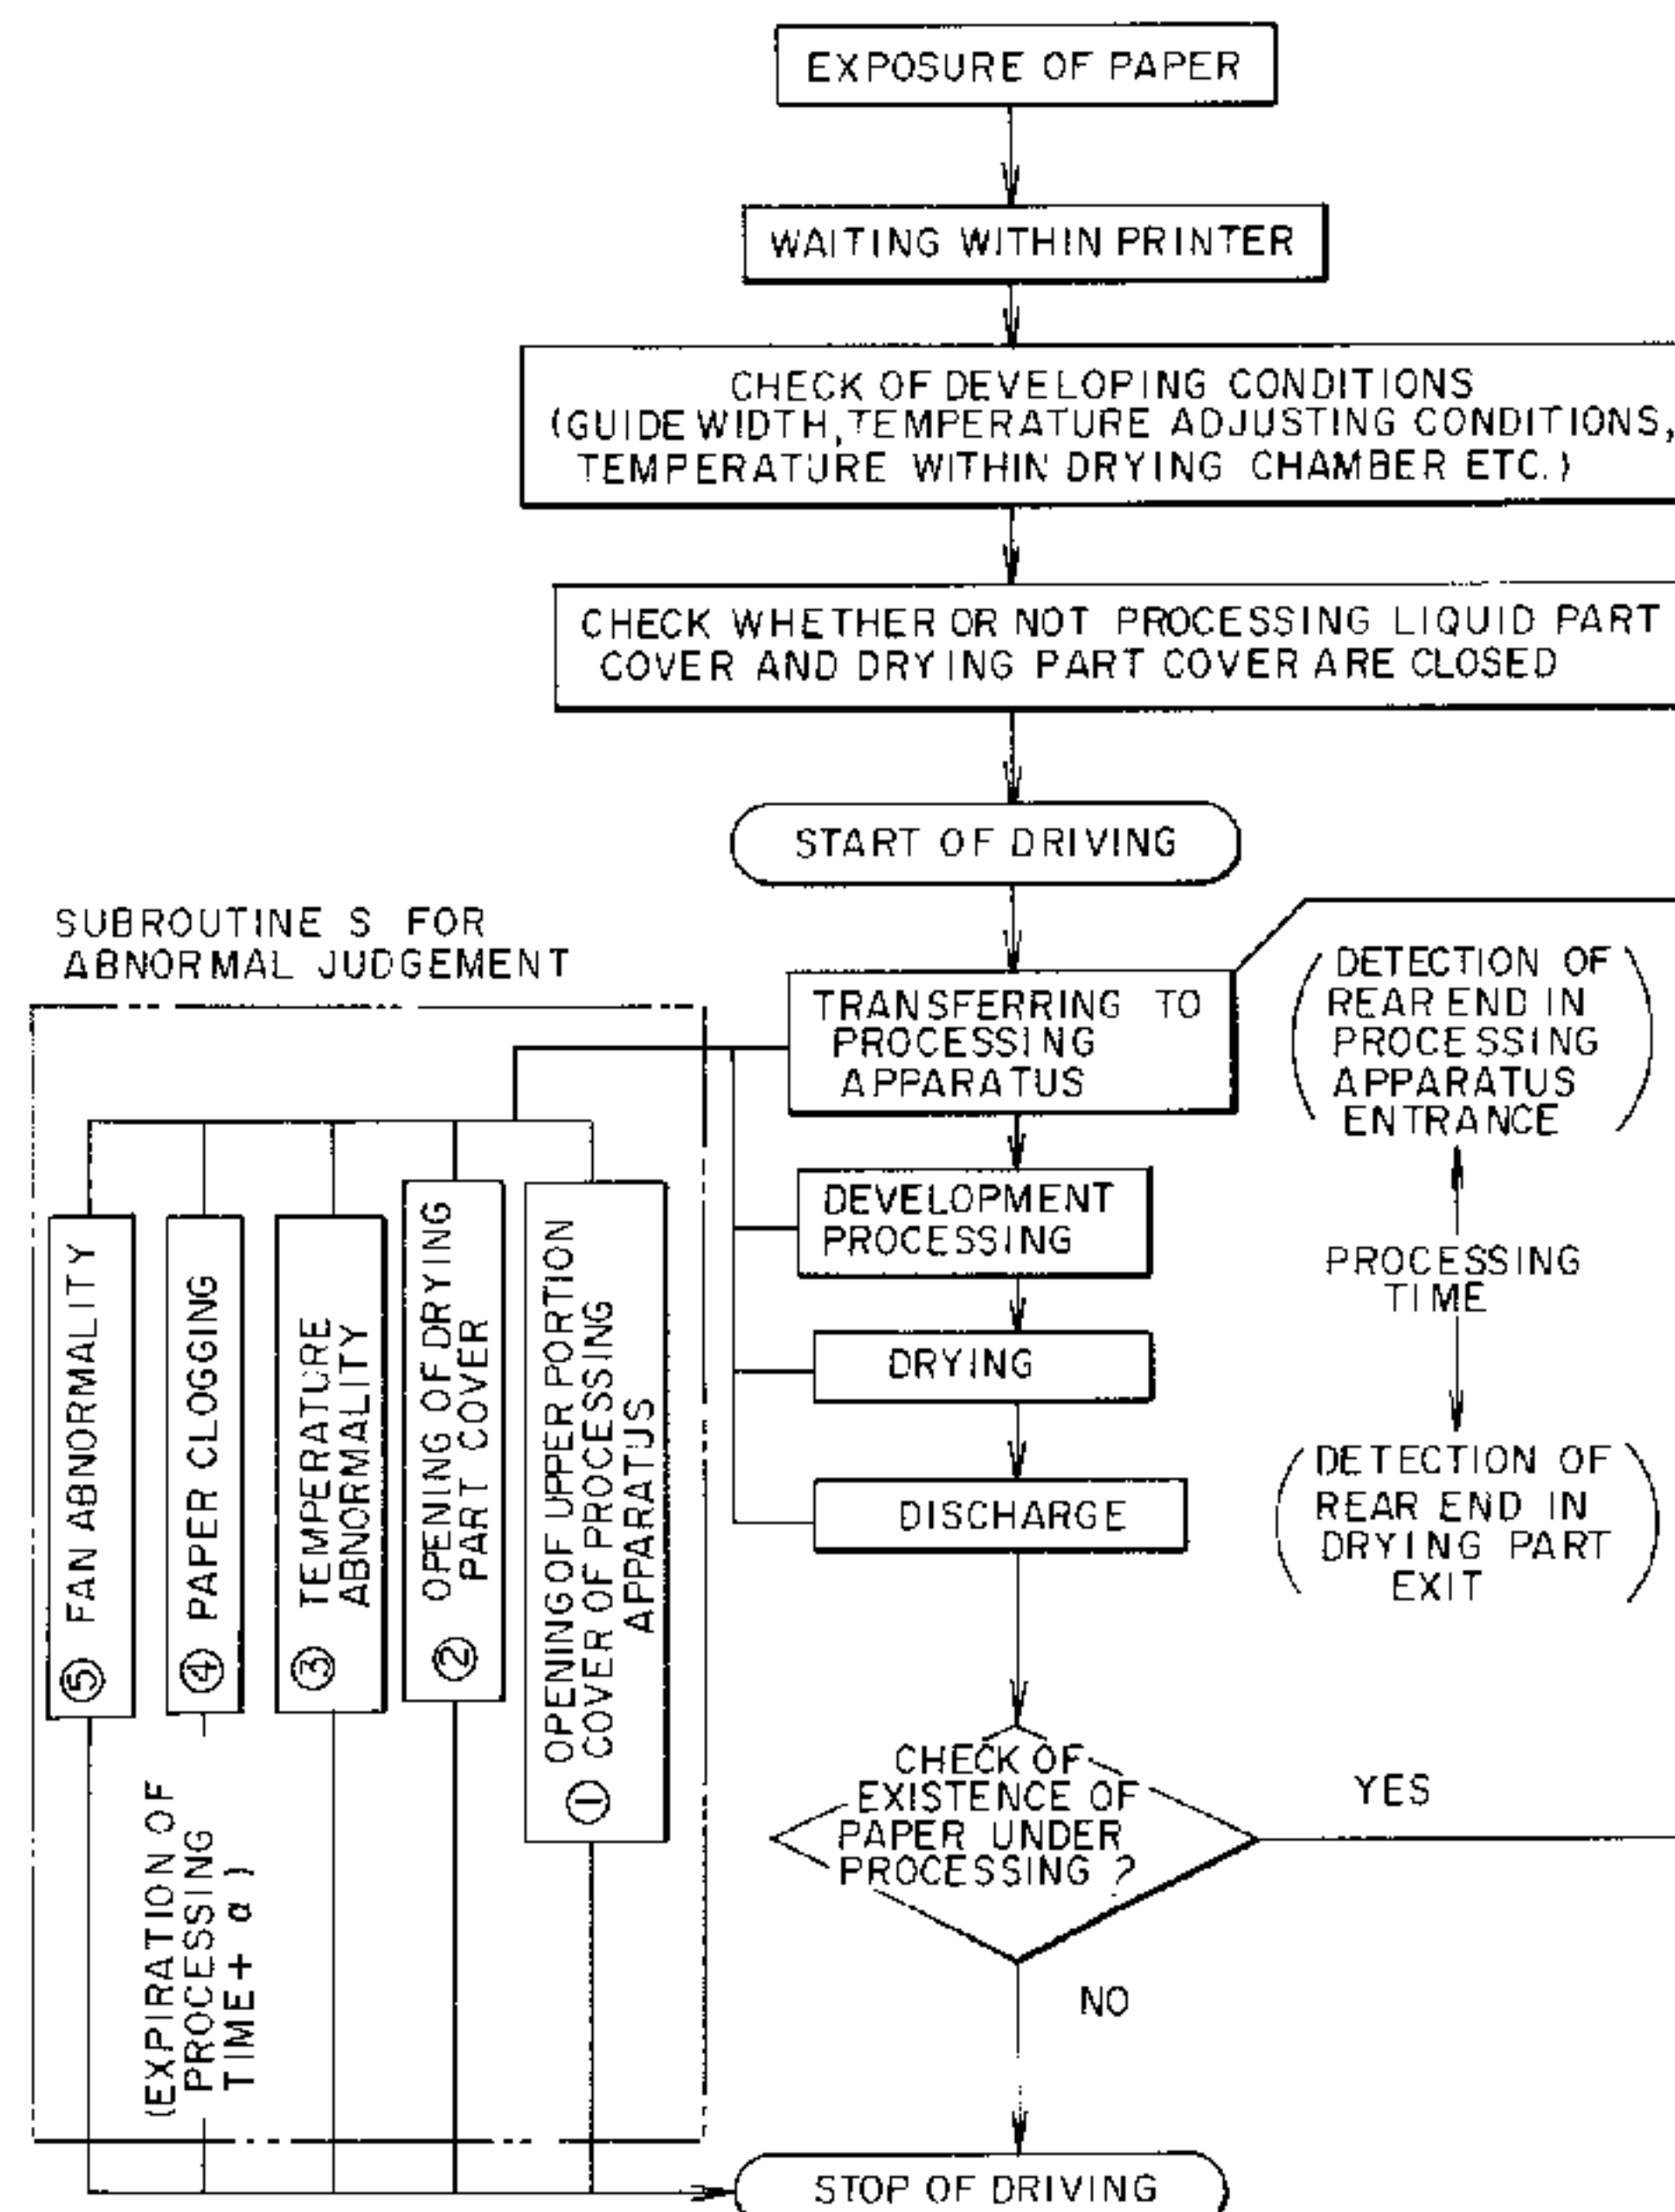 EXPOSURE OF PAPER
WAITING WITHIN PRINTER
CHECK OF DEVELOPING CONDITIONS
(GUIDE WIDTH, TEMPERATURE ADJUSTING CONDITIONS,
TEMPERATURE WITHIN DRYING CHAMBER ETC.)
CHECK WHETHER OR NOT PROCESSING LIQUID PART
COVER AND DRYING PART COVER ARE CLOSED
START OF DRIVING
SUBROUTINE S FOR
ABNORMAL JUDGEMENT
TRANSFERRING TO
PROCESSING
APPARATUS
(DETECTION OF
REAR END IN
PROCESSING
APPARATUS
ENTRANCE)
DEVELOPMENT
PROCESSING
PROCESSING
TIME
DRYING
DISCHARGE
(DETECTION OF
REAR END IN
DRYING PART
EXIT)
⑤ FAN ABNORMALITY
④ PAPER CLOGGING
(EXPIRATION OF
PROCESSING
TIME + α)
③ TEMPERATURE
ABNORMALITY
② OPENING OF DRYING
PART COVER
① OPENING OF UPPER PORTION
COVER OF PROCESSING
APPARATUS
CHECK OF
EXISTENCE OF
PAPER UNDER
PROCESSING ?
YES
NO
STOP OF DRIVING